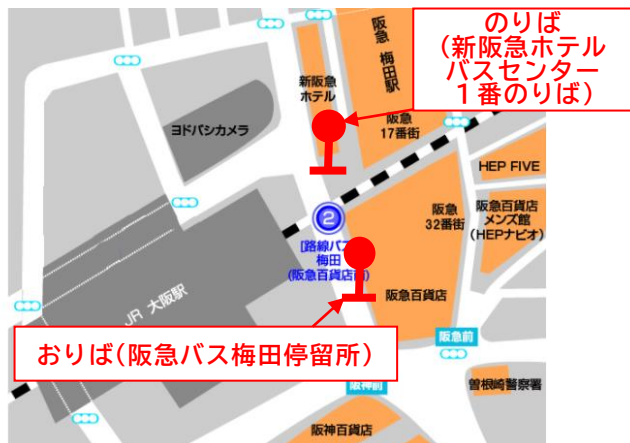 のりば
(新阪急ホテル
バスセンター
１番のりば)
阪急
梅田駅
新阪急
ホテル
ヨドバシカメラ
阪急
17番街
HEP FIVE
阪急百貨店
メンズ館
(HEPナビオ)
阪急
32番街
②
[路線バス
梅田
(阪急百貨店
阪急百貨店
JR 大阪駅
おりば(阪急バス梅田停留所)
阪急前
阪神前
曽根崎警察署
阪神百貨店